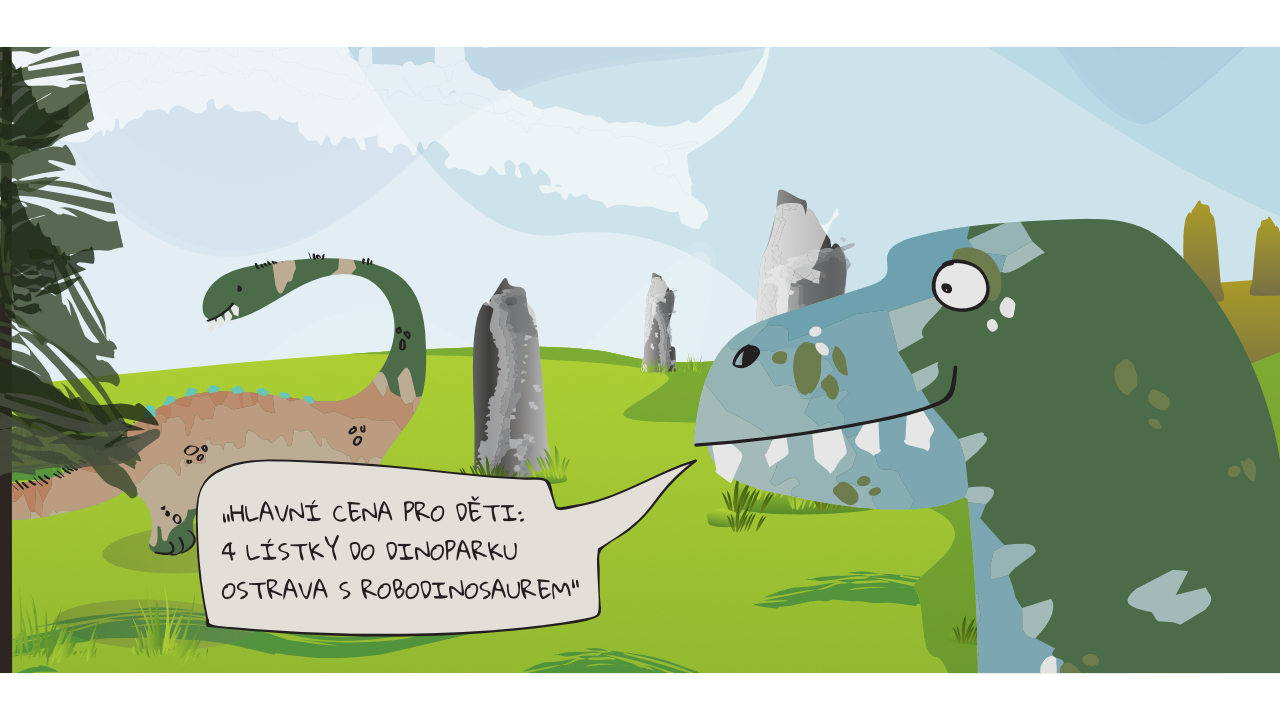 „HLAVNÍ CENA PRO DĚTI:
4 LÍSTKY DO DINOPARKU
OSTRAVA S ROBODINOSAUREM"